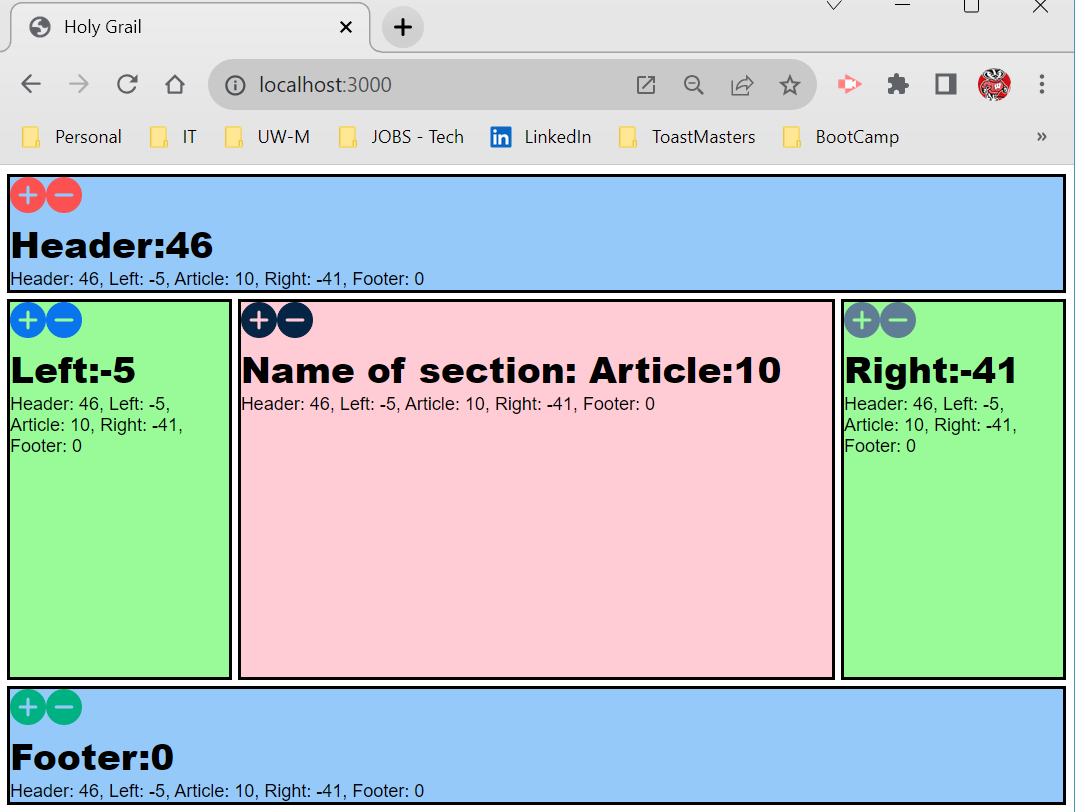 Holy Grail
localhost:3000
Personal IT UW-M JOBS - Tech in LinkedIn ToastMasters BootCamp »
Header:46
Header: 46, Left: -5, Article: 10, Right: -41, Footer: 0
Left:-5
Header: 46, Left: -5,
Article: 10, Right: -41,
Footer: 0
Name of section: Article:10
Header: 46, Left: -5, Article: 10, Right: -41, Footer: 0
Right:-41
Header: 46, Left: -5,
Article: 10, Right: -41,
Footer: 0
Footer:0
Header: 46, Left: -5, Article: 10, Right: -41, Footer: 0